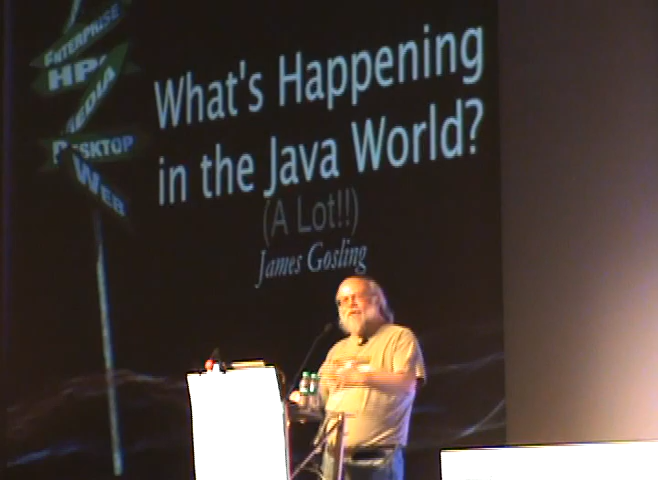 ENTERPRISE
HPC
MEDIA
DESKTOP
WEB
What's Happening
in the Java World?
(A Lot!!)
James Gosling